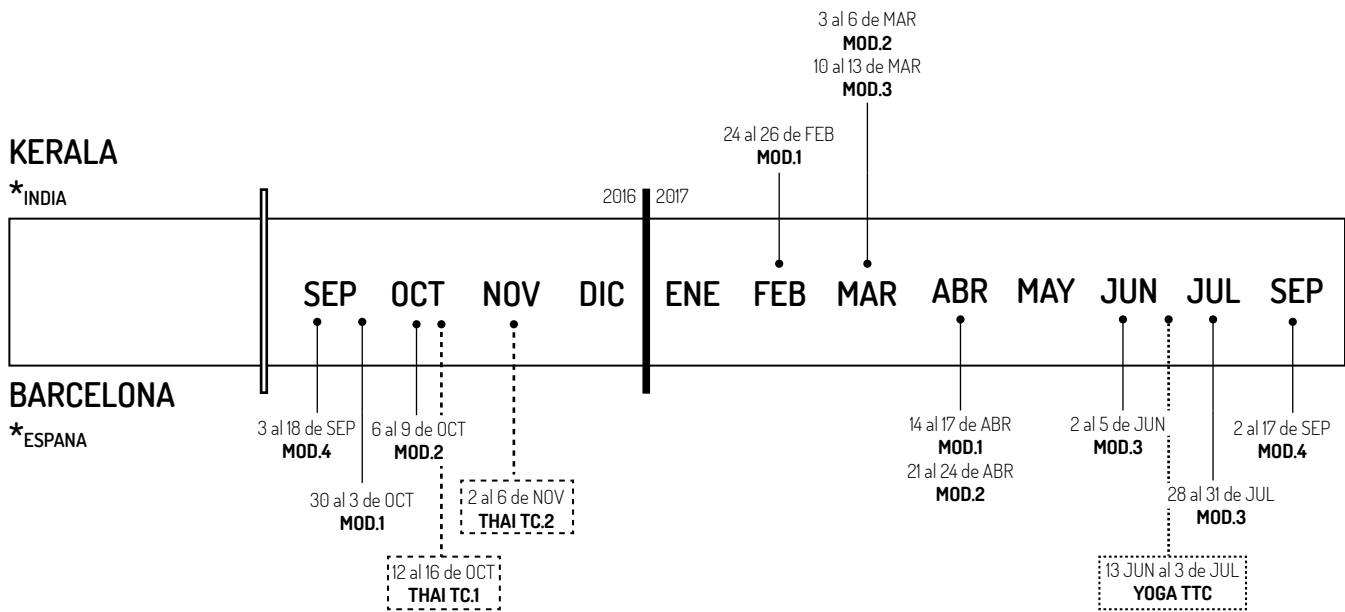 3 al 6 de MAR
MOD.2
10 al 13 de MAR
MOD.3
24 al 26 de FEB
MOD.1
KERALA
*INDIA
2016 2017
SEP OCT NOV DIC ENE FEB MAR ABR MAY JUN JUL SEP
BARCELONA
*ESPANA
3 al 18 de SEP
MOD.4
6 al 9 de OCT
MOD.2
14 al 17 de ABR
MOD.1
21 al 24 de ABR
MOD.2
2 al 5 de JUN
MOD.3
2 al 17 de SEP
MOD.4
30 al 3 de OCT
MOD.1
2 al 6 de NOV
THAI TC.2
28 al 31 de JUL
MOD.3
12 al 16 de OCT
THAI TC.1
13 JUN al 3 de JUL
YOGA TTC